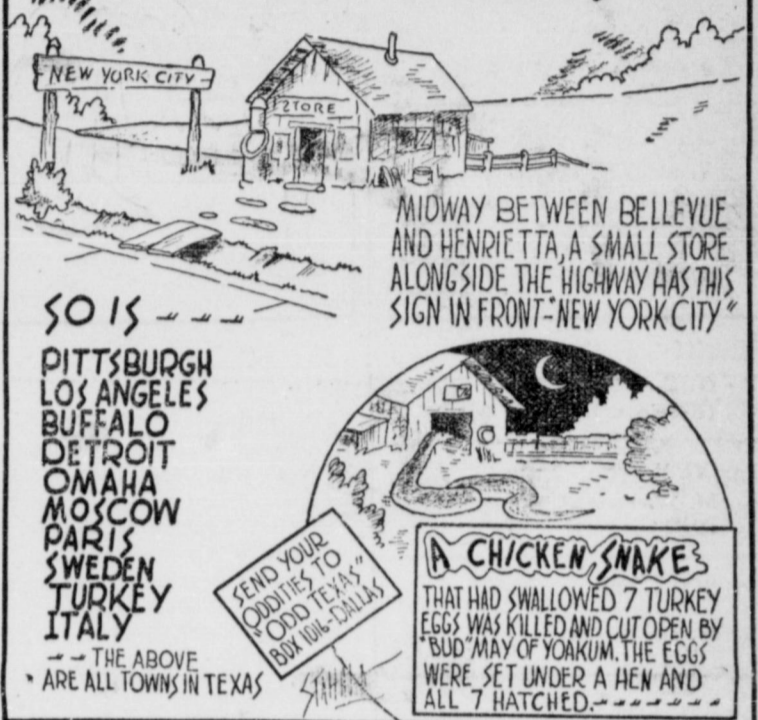 NEW YORK CITY
STORE
MIDWAY BETWEEN BELLEVUE
AND HENRIETTA, A SMALL STORE
ALONGSIDE THE HIGHWAY HAS THIS
SIGN IN FRONT-"NEW YORK CITY"
SO IS - - -
PITTSBURGH
LOS ANGELES
BUFFALO
DETROIT
OMAHA
MOSCOW
PARIS
SWEDEN
TURKEY
ITALY
- - THE ABOVE
ARE ALL TOWNS IN TEXAS
SEND YOUR
ODDITIES TO
"ODD TEXAS"
BOX 1016-DALLAS
A CHICKEN SNAKE
THAT HAD SWALLOWED 7 TURKEY
EGGS WAS KILLED AND CUT OPEN BY
"BUD" MAY OF YOAKUM. THE EGGS
WERE SET UNDER A HEN AND
ALL 7 HATCHED.- - - - - - -